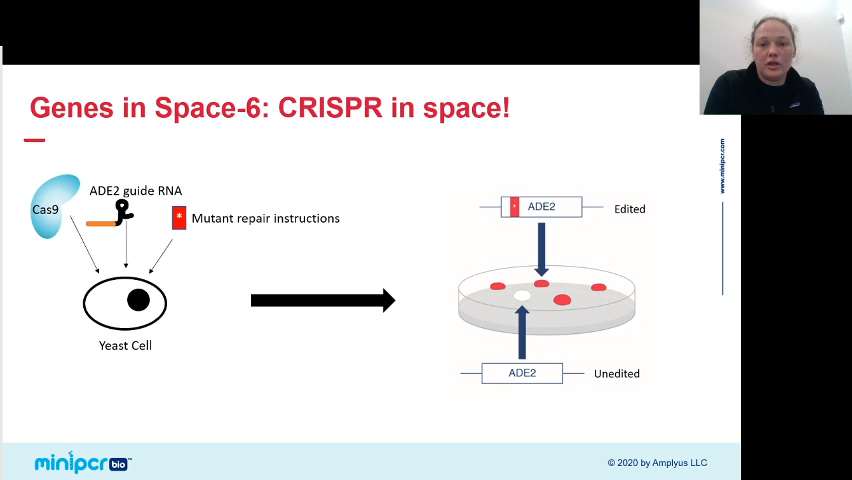 Genes in Space-6: CRISPR in space!
www.minipcr.com
ADE2 guide RNA
Cas9
*
Mutant repair instructions
Yeast Cell
* ADE2
Edited
ADE2
Unedited
minipcr bio™
© 2020 by Amplyus LLC